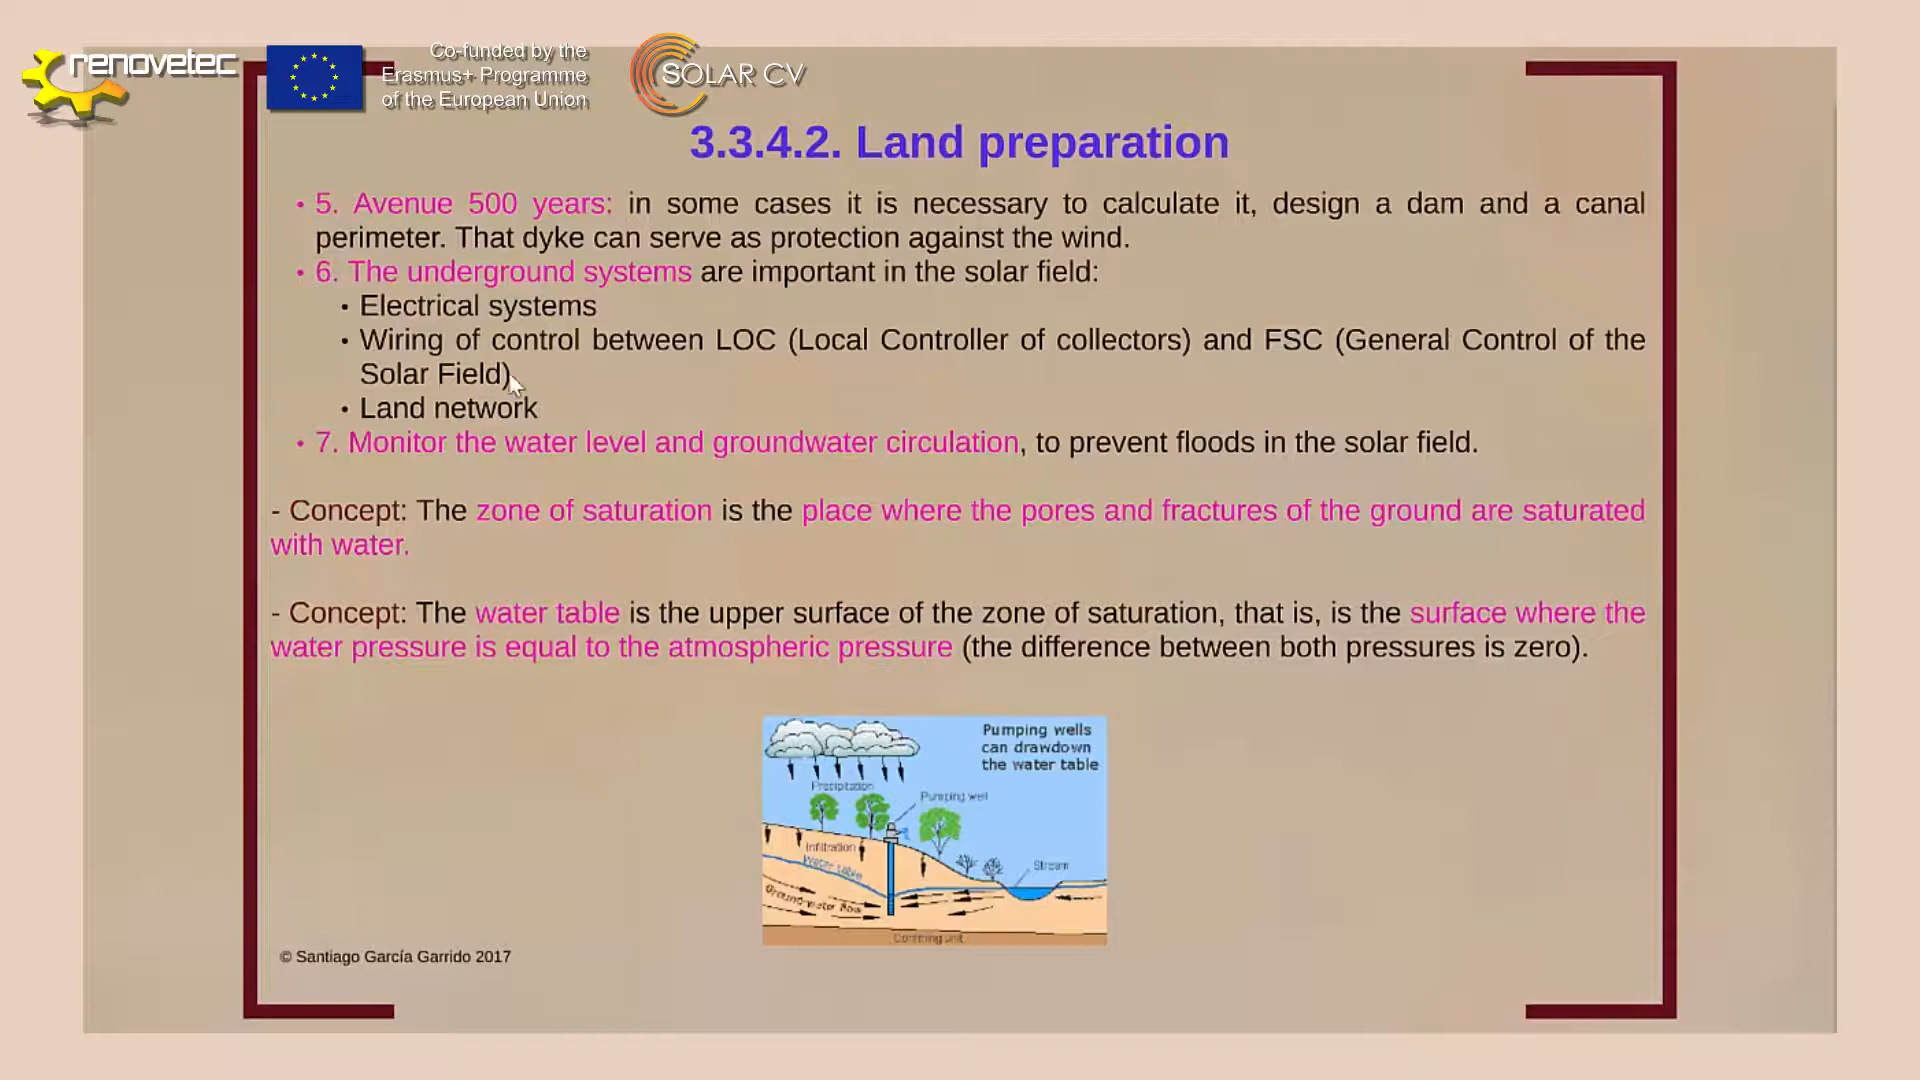 renovetec
Co-funded by the
Erasmus+ Programme
of the European Union
SOLAR CV
3.3.4.2. Land preparation
• 5. Avenue 500 years: in some cases it is necessary to calculate it, design a dam and a canal
perimeter. That dyke can serve as protection against the wind.
• 6. The underground systems are important in the solar field:
• Electrical systems
• Wiring of control between LOC (Local Controller of collectors) and FSC (General Control of the
Solar Field)
• Land network
• 7. Monitor the water level and groundwater circulation, to prevent floods in the solar field.
- Concept: The zone of saturation is the place where the pores and fractures of the ground are saturated
with water.
- Concept: The water table is the upper surface of the zone of saturation, that is, is the surface where the
water pressure is equal to the atmospheric pressure (the difference between both pressures is zero).
Pumping wells
can drawdown
the water table
Precipitation
Pumping well
Infiltration
Water table
Stream
Ground-water flow
Confining unit
© Santiago García Garrido 2017